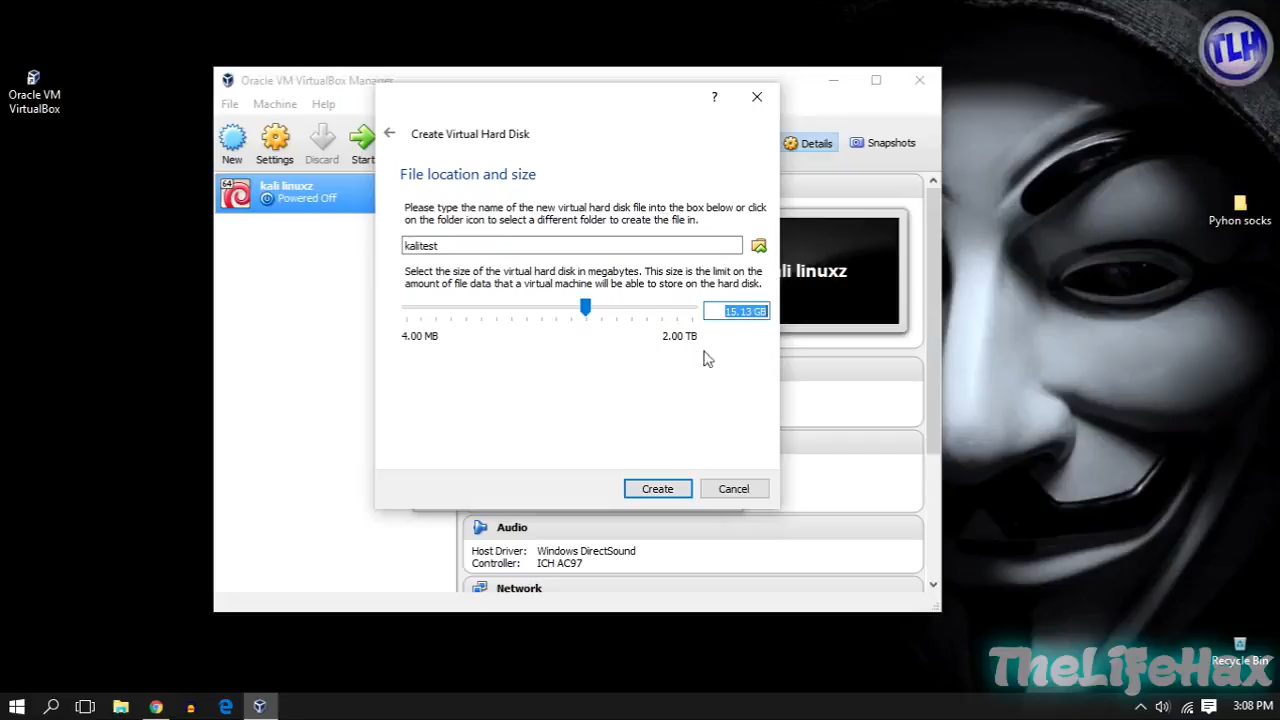 TLH
Oracle VM
VirtualBox
Oracle VM VirtualBox Manager
File Machine Help
New Settings Discard Start
Details Snapshots
64
kali linuxz
Powered Off
?
Create Virtual Hard Disk
File location and size
Please type the name of the new virtual hard disk file into the box below or click
on the folder icon to select a different folder to create the file in.
kalitest
Select the size of the virtual hard disk in megabytes. This size is the limit on the
amount of file data that a virtual machine will be able to store on the hard disk.
15.13 GB
4.00 MB 2.00 TB
Create Cancel
li linuxz
Audio
Host Driver: Windows DirectSound
Controller: ICH AC97
Network
Pyhon socks
Recycle Bin
TheLifeHax
3:08 PM